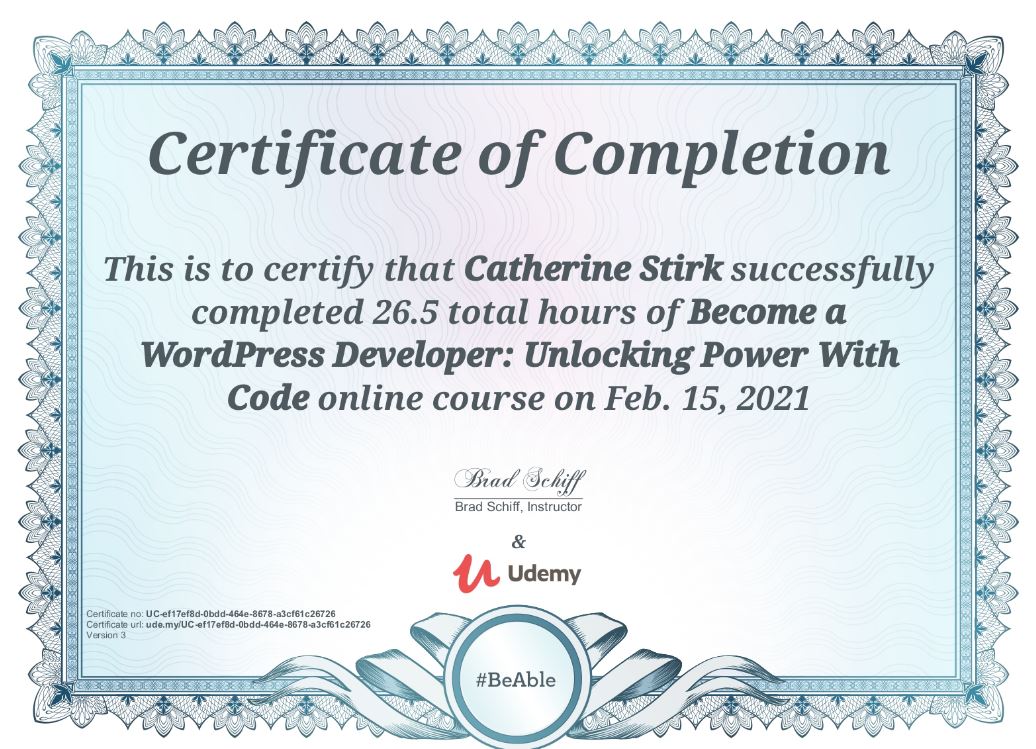 Certificate of Completion
This is to certify that Catherine Stirk successfully
completed 26.5 total hours of Become a
WordPress Developer: Unlocking Power With
Code online course on Feb. 15, 2021
Brad Schiff
Brad Schiff, Instructor
&
Udemy
Certificate no: UC-ef17ef8d-0bdd-464e-8678-a3cf61c26726
Certificate url: ude.my/UC-ef17ef8d-0bdd-464e-8678-a3cf61c26726
Version 3
#BeAble